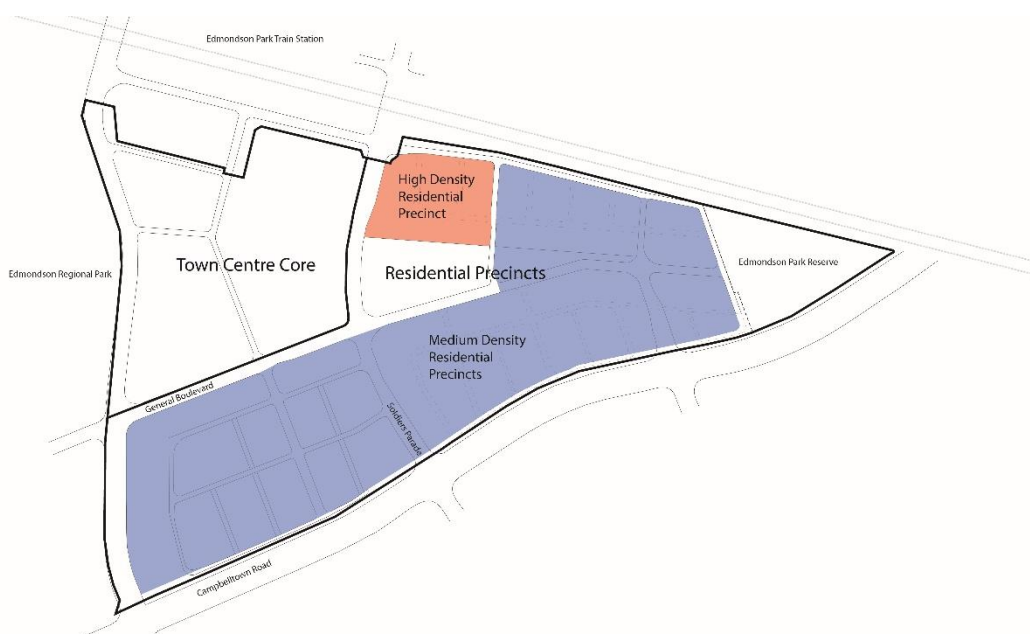 Edmondson Park Train Station
High Density
Residential
Precinct
Edmondson Regional Park
Town Centre Core
Residential Precincts
Edmondson Park Reserve
Medium Density
Residential
Precincts
General Boulevard
Soldiers Parade
Campbelltown Road